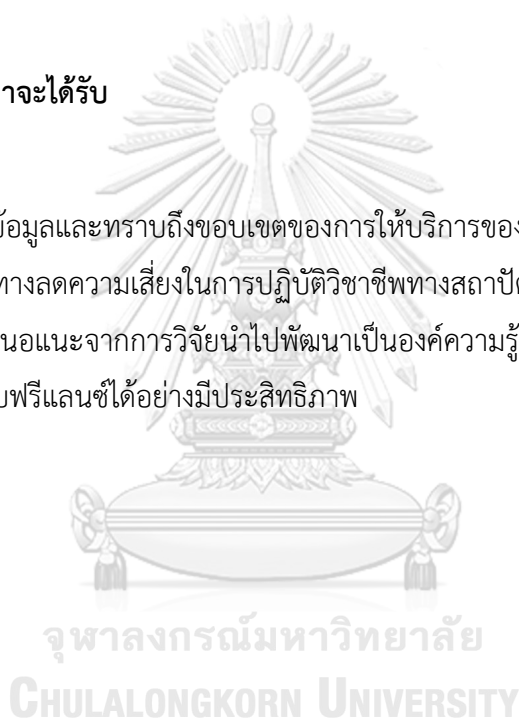 าจะได้รับ
ข้อมูลและทราบถึงขอบเขตของการให้บริการของ
ทางลดความเสี่ยงในการปฏิบัติวิชาชีพทางสถาปัต
นอแนะจากการวิจัยนำไปพัฒนาเป็นองค์ความรู้
บฟรีแลนซ์ได้อย่างมีประสิทธิภาพ
จุฬาลงกรณ์มหาวิทยาลัย
CHULALONGKORN UNIVERSITY